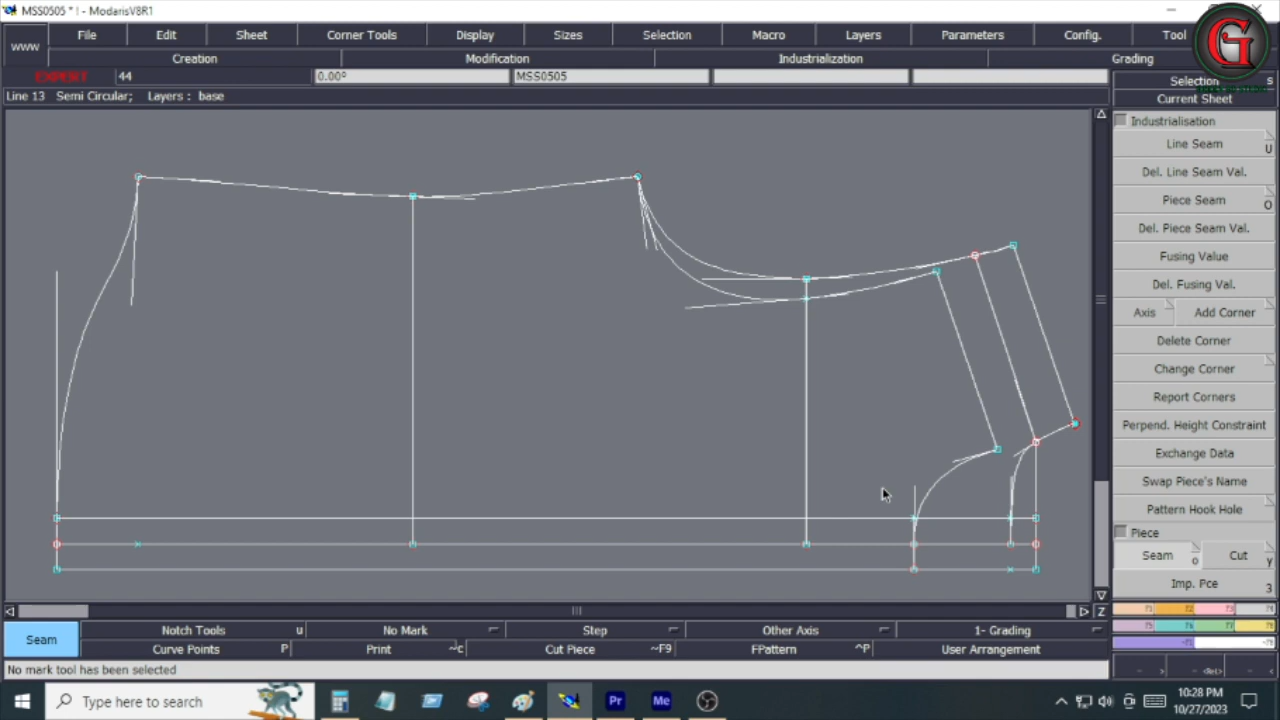 MSS0505 * | - ModarisV8R1
www
File Edit Sheet Corner Tools Display Sizes Selection Macro Layers Parameters Config. Tool
Creation Modification Industrialization Grading
EXPERT 44 0.00º MSS0505
Line 13 Semi Circular; Layers : base
G
Selection S
Current Sheet
Industrialisation
Line Seam U
Del. Line Seam Val.
Piece Seam O
Del. Piece Seam Val.
Fusing Value
Del. Fusing Val.
Axis Add Corner
Delete Corner
Change Corner
Report Corners
Perpend. Height Constraint
Exchange Data
Swap Piece's Name
Pattern Hook Hole
Piece
Seam o Cut y
Imp. Pce 3
Z
Seam
Notch Tools u No Mark Step Other Axis 1- Grading
Curve Points P Print ~c Cut Piece ~F9 FPattern ^P User Arrangement
No mark tool has been selected
Type here to search
Pr Me
10:28 PM
10/27/2023